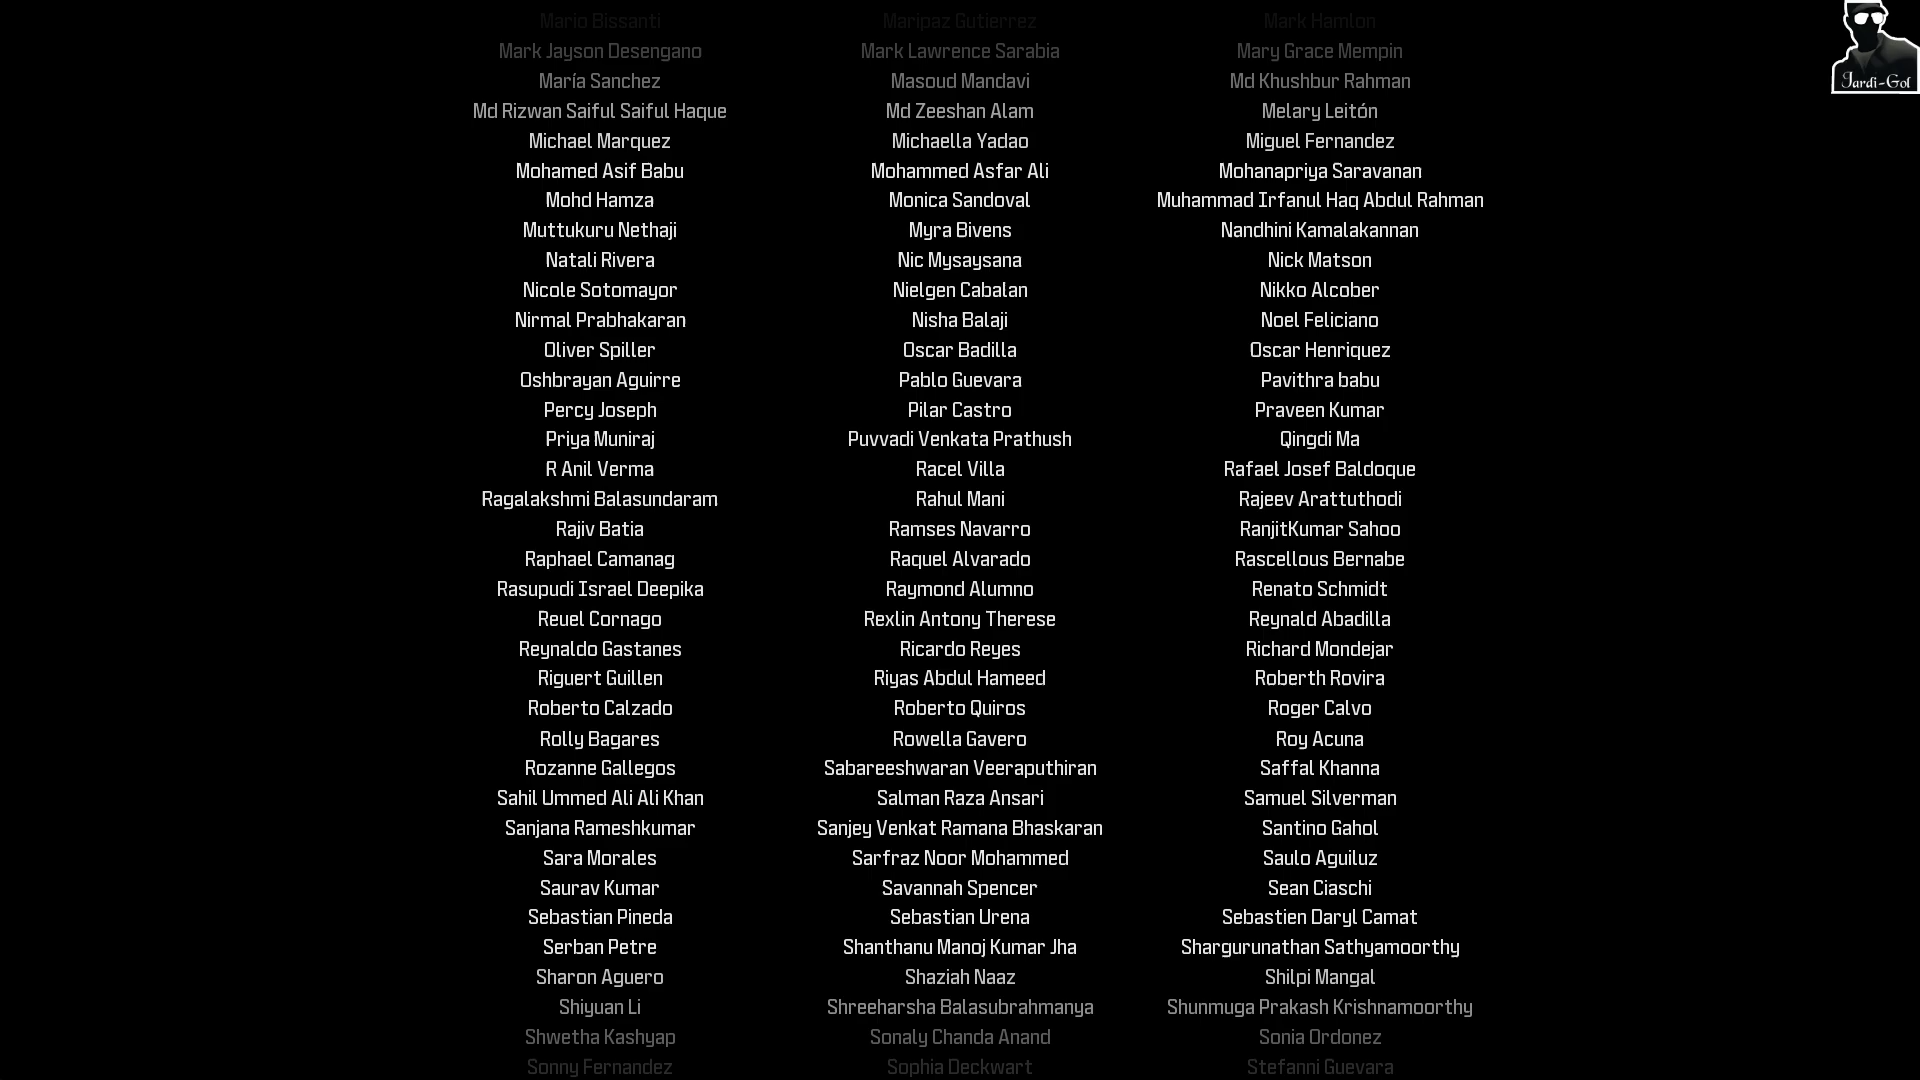 Mario Bissanti Maripaz Gutierrez Mark Hamlon
Mark Jayson Desengano Mark Lawrence Sarabia Mary Grace Mempin
María Sanchez Masoud Mandavi Md Khushbur Rahman
Md Rizwan Saiful Saiful Haque Md Zeeshan Alam Melary Leitón
Michael Marquez Michaella Yadao Miguel Fernandez
Mohamed Asif Babu Mohammed Asfar Ali Mohanapriya Saravanan
Mohd Hamza Monica Sandoval Muhammad Irfanul Haq Abdul Rahman
Muttukuru Nethaji Myra Bivens Nandhini Kamalakannan
Natali Rivera Nic Mysaysana Nick Matson
Nicole Sotomayor Nielgen Cabalan Nikko Alcober
Nirmal Prabhakaran Nisha Balaji Noel Feliciano
Oliver Spiller Oscar Badilla Oscar Henriquez
Oshbrayan Aguirre Pablo Guevara Pavithra babu
Percy Joseph Pilar Castro Praveen Kumar
Priya Muniraj Puvvadi Venkata Prathush Qingdi Ma
R Anil Verma Racel Villa Rafael Josef Baldoque
Ragalakshmi Balasundaram Rahul Mani Rajeev Arattuthodi
Rajiv Batia Ramses Navarro RanjitKumar Sahoo
Raphael Camanag Raquel Alvarado Rascellous Bernabe
Rasupudi Israel Deepika Raymond Alumno Renato Schmidt
Reuel Cornago Rexlin Antony Therese Reynald Abadilla
Reynaldo Gastanes Ricardo Reyes Richard Mondejar
Riguert Guillen Riyas Abdul Hameed Roberth Rovira
Roberto Calzado Roberto Quiros Roger Calvo
Rolly Bagares Rowella Gavero Roy Acuna
Rozanne Gallegos Sabareeshwaran Veeraputhiran Saffal Khanna
Sahil Ummed Ali Ali Khan Salman Raza Ansari Samuel Silverman
Sanjana Rameshkumar Sanjey Venkat Ramana Bhaskaran Santino Gahol
Sara Morales Sarfraz Noor Mohammed Saulo Aguiluz
Saurav Kumar Savannah Spencer Sean Ciaschi
Sebastian Pineda Sebastian Urena Sebastien Daryl Camat
Serban Petre Shanthanu Manoj Kumar Jha Shargurunathan Sathyamoorthy
Sharon Aguero Shaziah Naaz Shilpi Mangal
Shiyuan Li Shreeharsha Balasubrahmanya Shunmuga Prakash Krishnamoorthy
Shwetha Kashyap Sonaly Chanda Anand Sonia Ordonez
Sonny Fernandez Sophia Deckwart Stefanni Guevara
Jardi-Gol